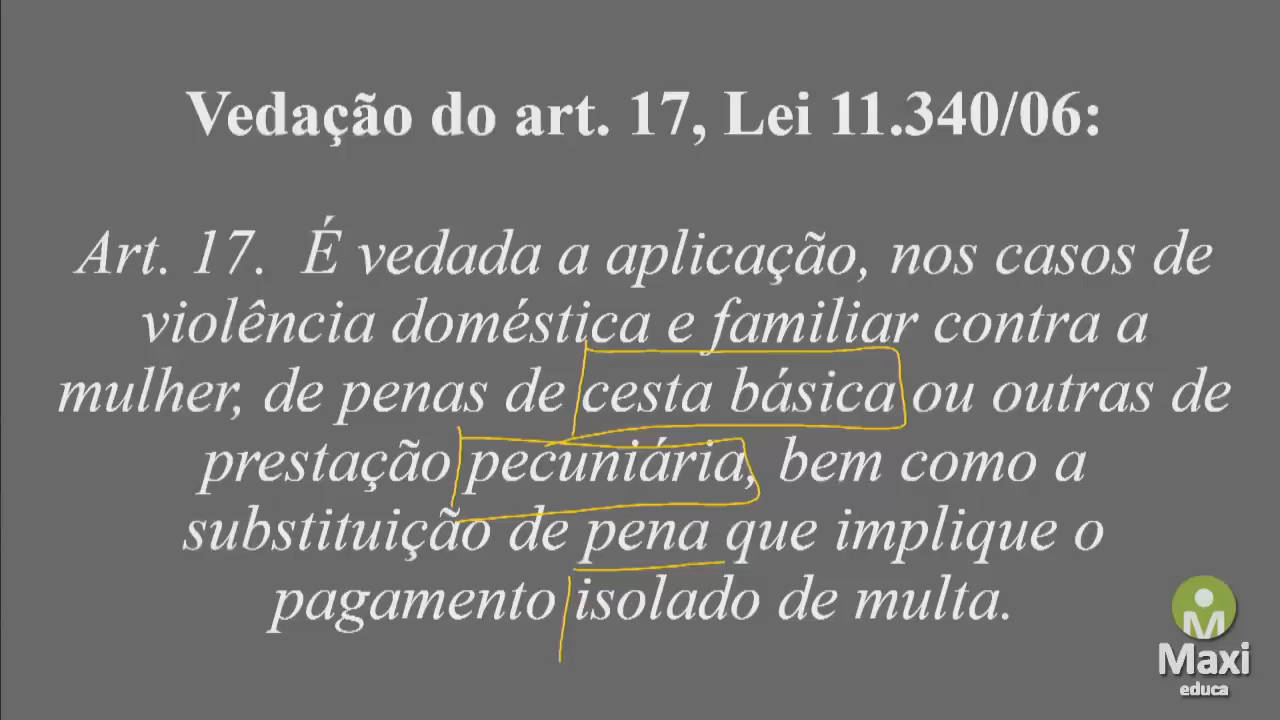 Vedação do art. 17, Lei 11.340/06:
Art. 17. É vedada a aplicação, nos casos de
violência doméstica e familiar contra a
mulher, de penas de cesta básica ou outras de
prestação pecuniária, bem como a
substituição de pena que implique o
pagamento isolado de multa.
M
Maxi
educa